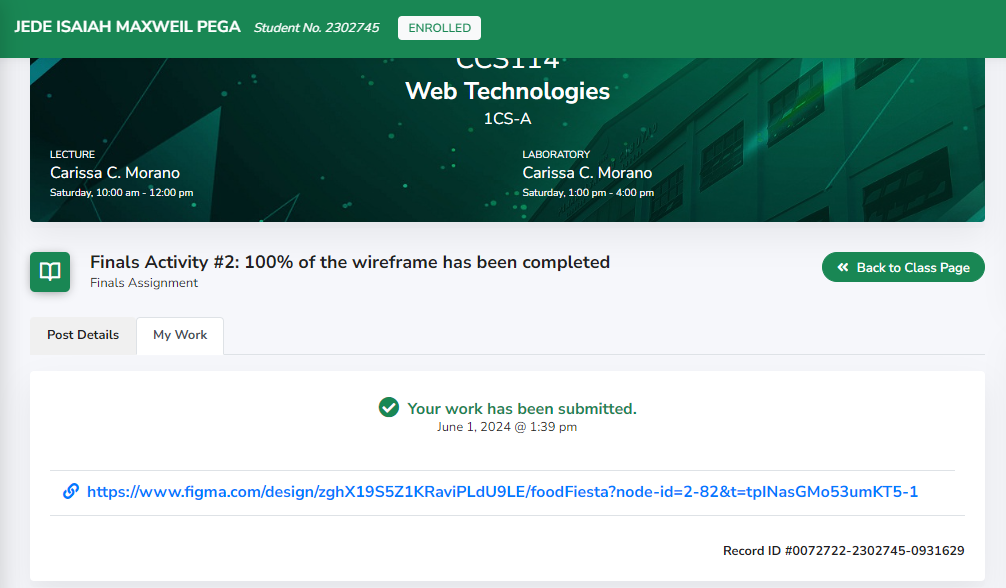 JEDE ISAIAH MAXWEIL PEGA Student No. 2302745 ENROLLED
CCS114
Web Technologies
1CS-A
LECTURE
Carissa C. Morano
Saturday, 10:00 am - 12:00 pm
LABORATORY
Carissa C. Morano
Saturday, 1:00 pm - 4:00 pm
Finals Activity #2: 100% of the wireframe has been completed
Finals Assignment
« Back to Class Page
Post Details
My Work
Your work has been submitted.
June 1, 2024 @ 1:39 pm
https://www.figma.com/design/zghX19S5Z1KRaviPLdU9LE/foodFiesta?node-id=2-82&t=tpINasGMo53umKT5-1
Record ID #0072722-2302745-0931629